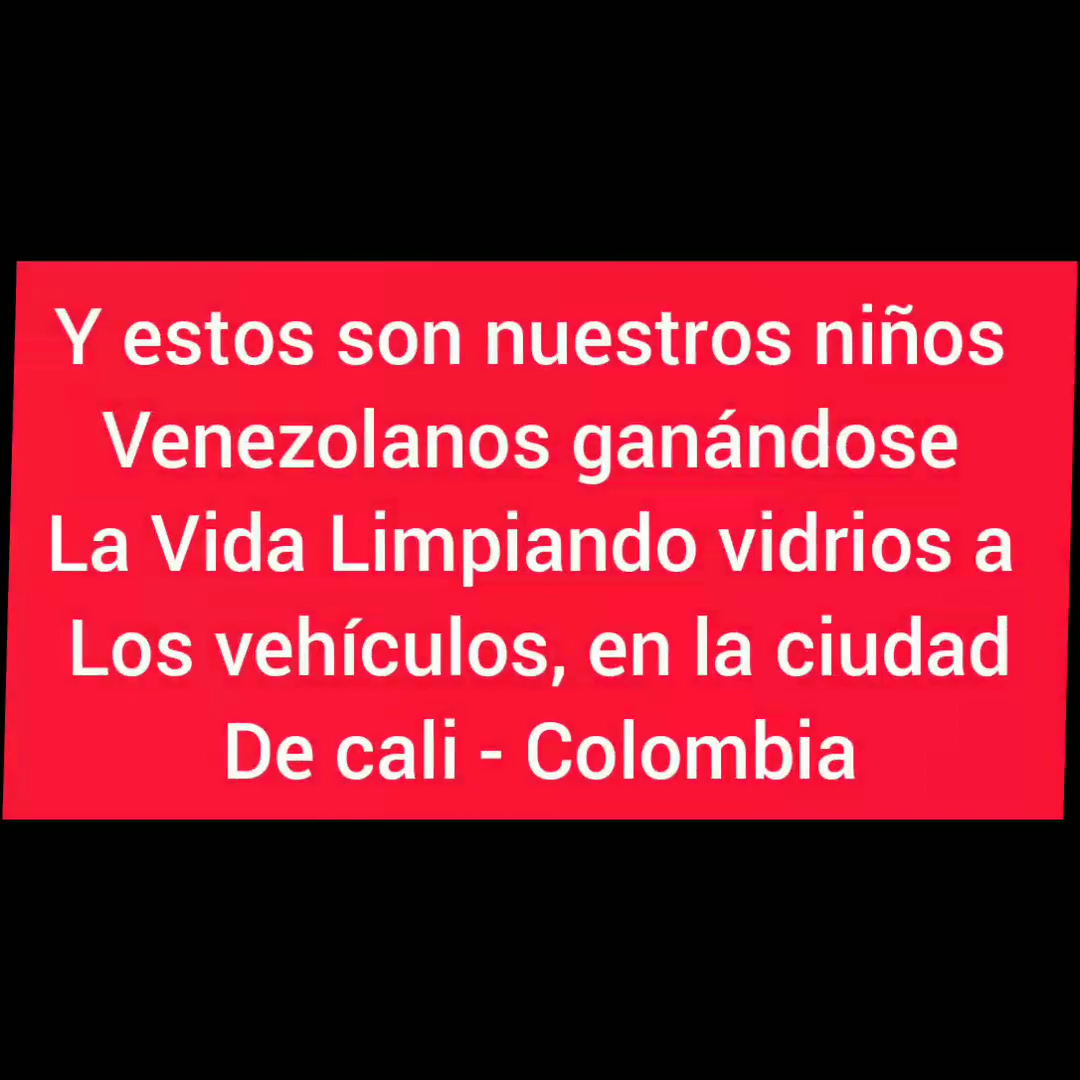 Y estos son nuestros niños
Venezolanos ganándose
La Vida Limpiando vidrios a
Los vehículos, en la ciudad
De cali - Colombia